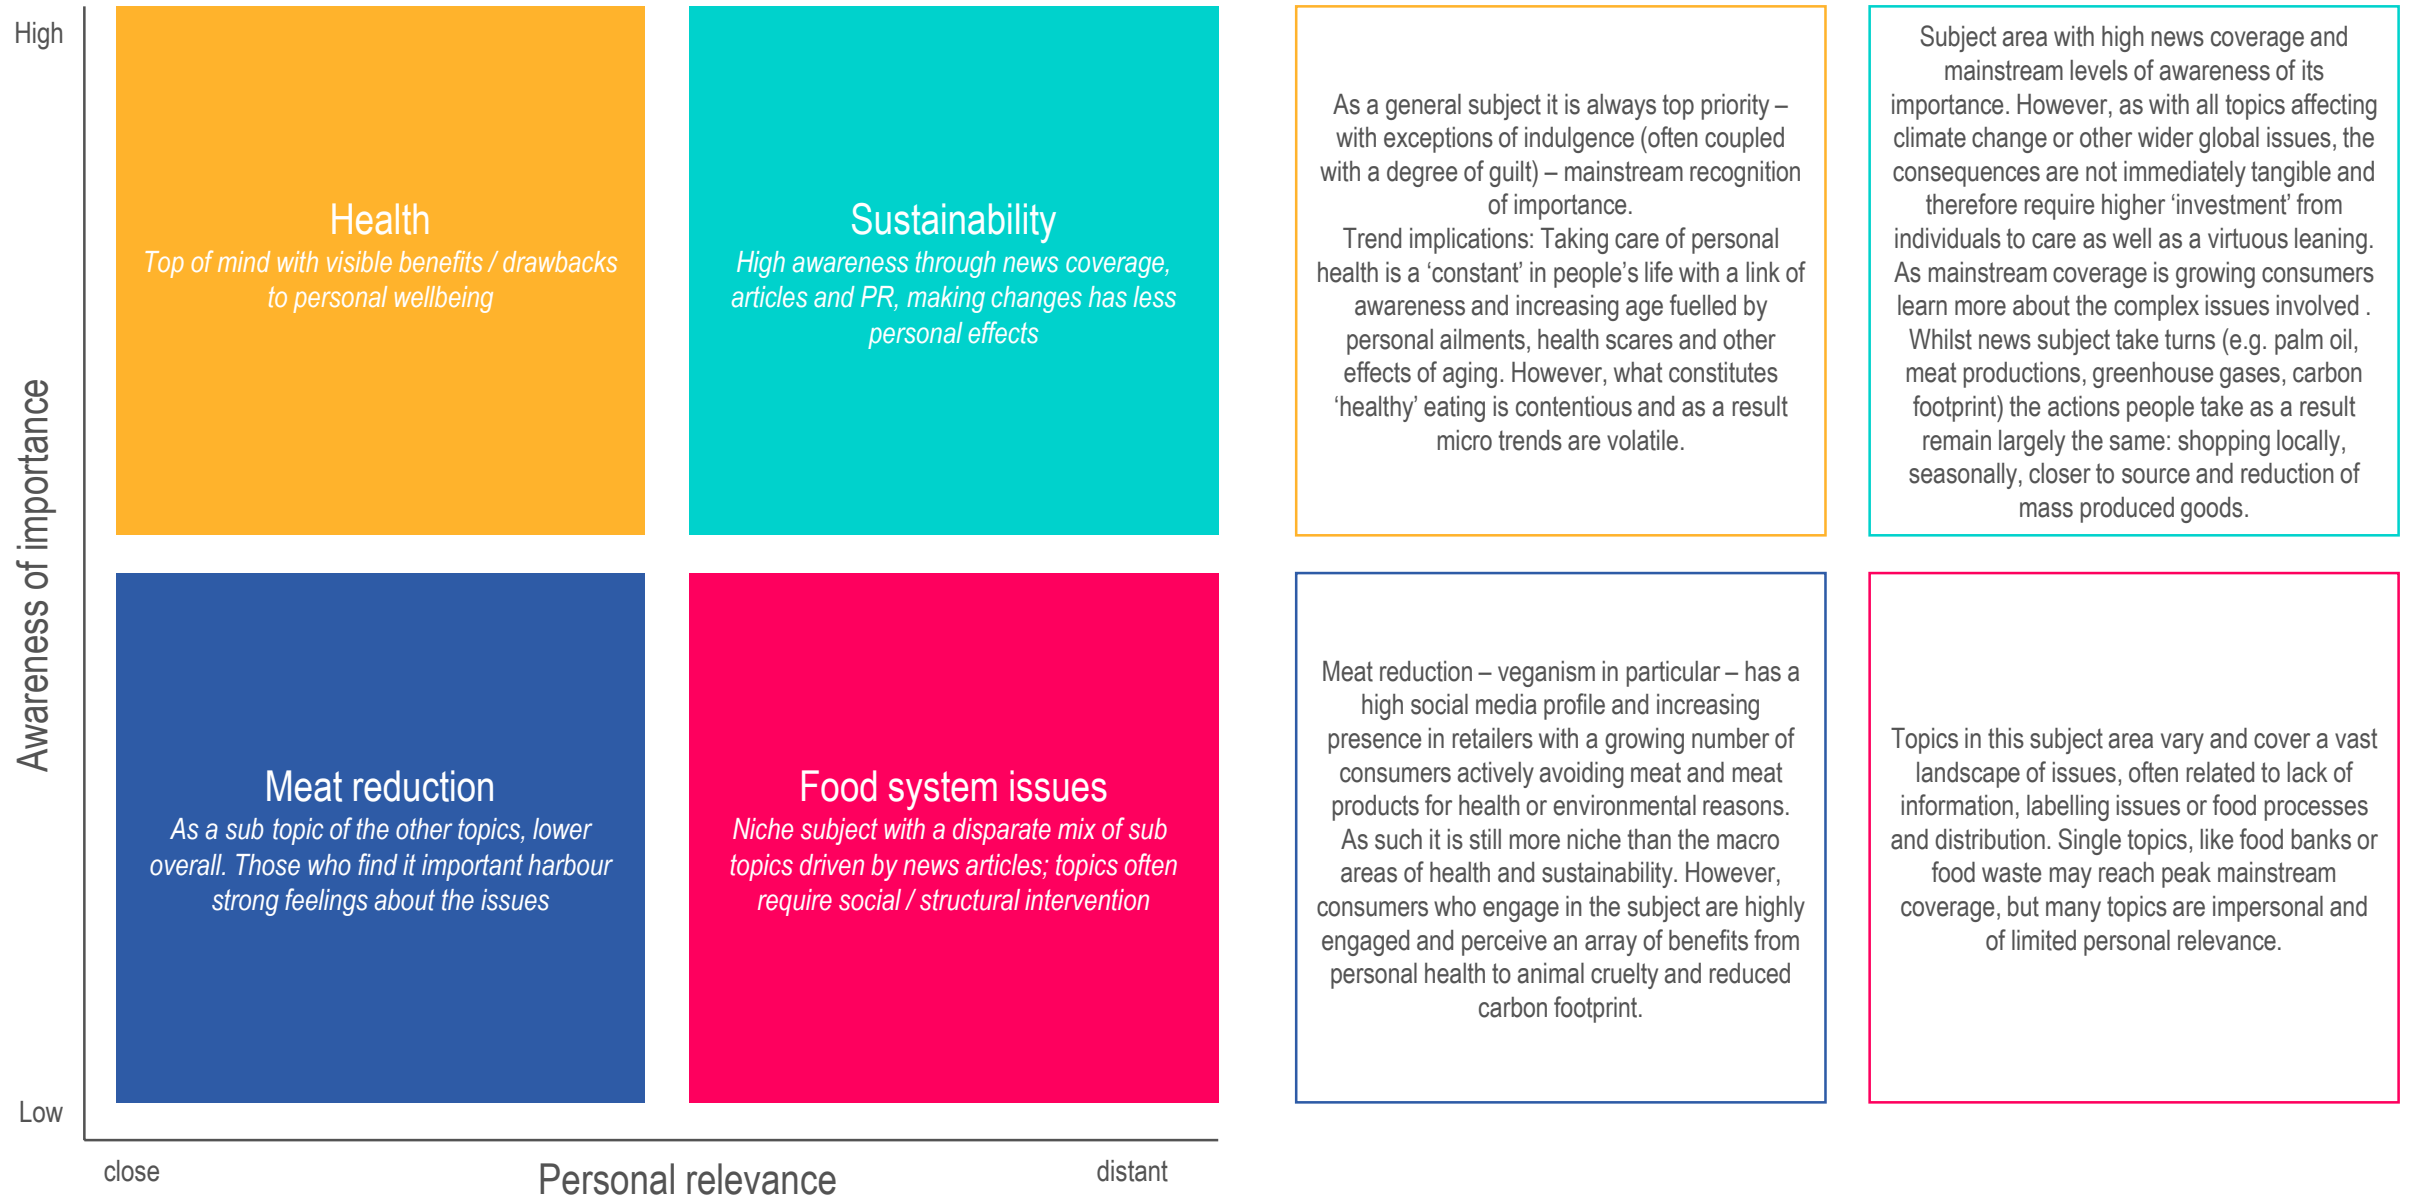 High
Awareness of importance
Low
Health
Top of mind with visible benefits / drawbacks
to personal wellbeing
Sustainability
High awareness through news coverage,
articles and PR, making changes has less
personal effects
Meat reduction
As a sub topic of the other topics, lower
overall. Those who find it important harbour
strong feelings about the issues
Food system issues
Niche subject with a disparate mix of sub
topics driven by news articles; topics often
require social / structural intervention
close
Personal relevance
distant
As a general subject it is always top priority –
with exceptions of indulgence (often coupled
with a degree of guilt) – mainstream recognition
of importance.
Trend implications: Taking care of personal
health is a ‘constant’ in people’s life with a link of
awareness and increasing age fuelled by
personal ailments, health scares and other
effects of aging. However, what constitutes
‘healthy’ eating is contentious and as a result
micro trends are volatile.
Subject area with high news coverage and
mainstream levels of awareness of its
importance. However, as with all topics affecting
climate change or other wider global issues, the
consequences are not immediately tangible and
therefore require higher ‘investment’ from
individuals to care as well as a virtuous leaning.
As mainstream coverage is growing consumers
learn more about the complex issues involved .
Whilst news subject take turns (e.g. palm oil,
meat productions, greenhouse gases, carbon
footprint) the actions people take as a result
remain largely the same: shopping locally,
seasonally, closer to source and reduction of
mass produced goods.
Meat reduction – veganism in particular – has a
high social media profile and increasing
presence in retailers with a growing number of
consumers actively avoiding meat and meat
products for health or environmental reasons.
As such it is still more niche than the macro
areas of health and sustainability. However,
consumers who engage in the subject are highly
engaged and perceive an array of benefits from
personal health to animal cruelty and reduced
carbon footprint.
Topics in this subject area vary and cover a vast
landscape of issues, often related to lack of
information, labelling issues or food processes
and distribution. Single topics, like food banks or
food waste may reach peak mainstream
coverage, but many topics are impersonal and
of limited personal relevance.